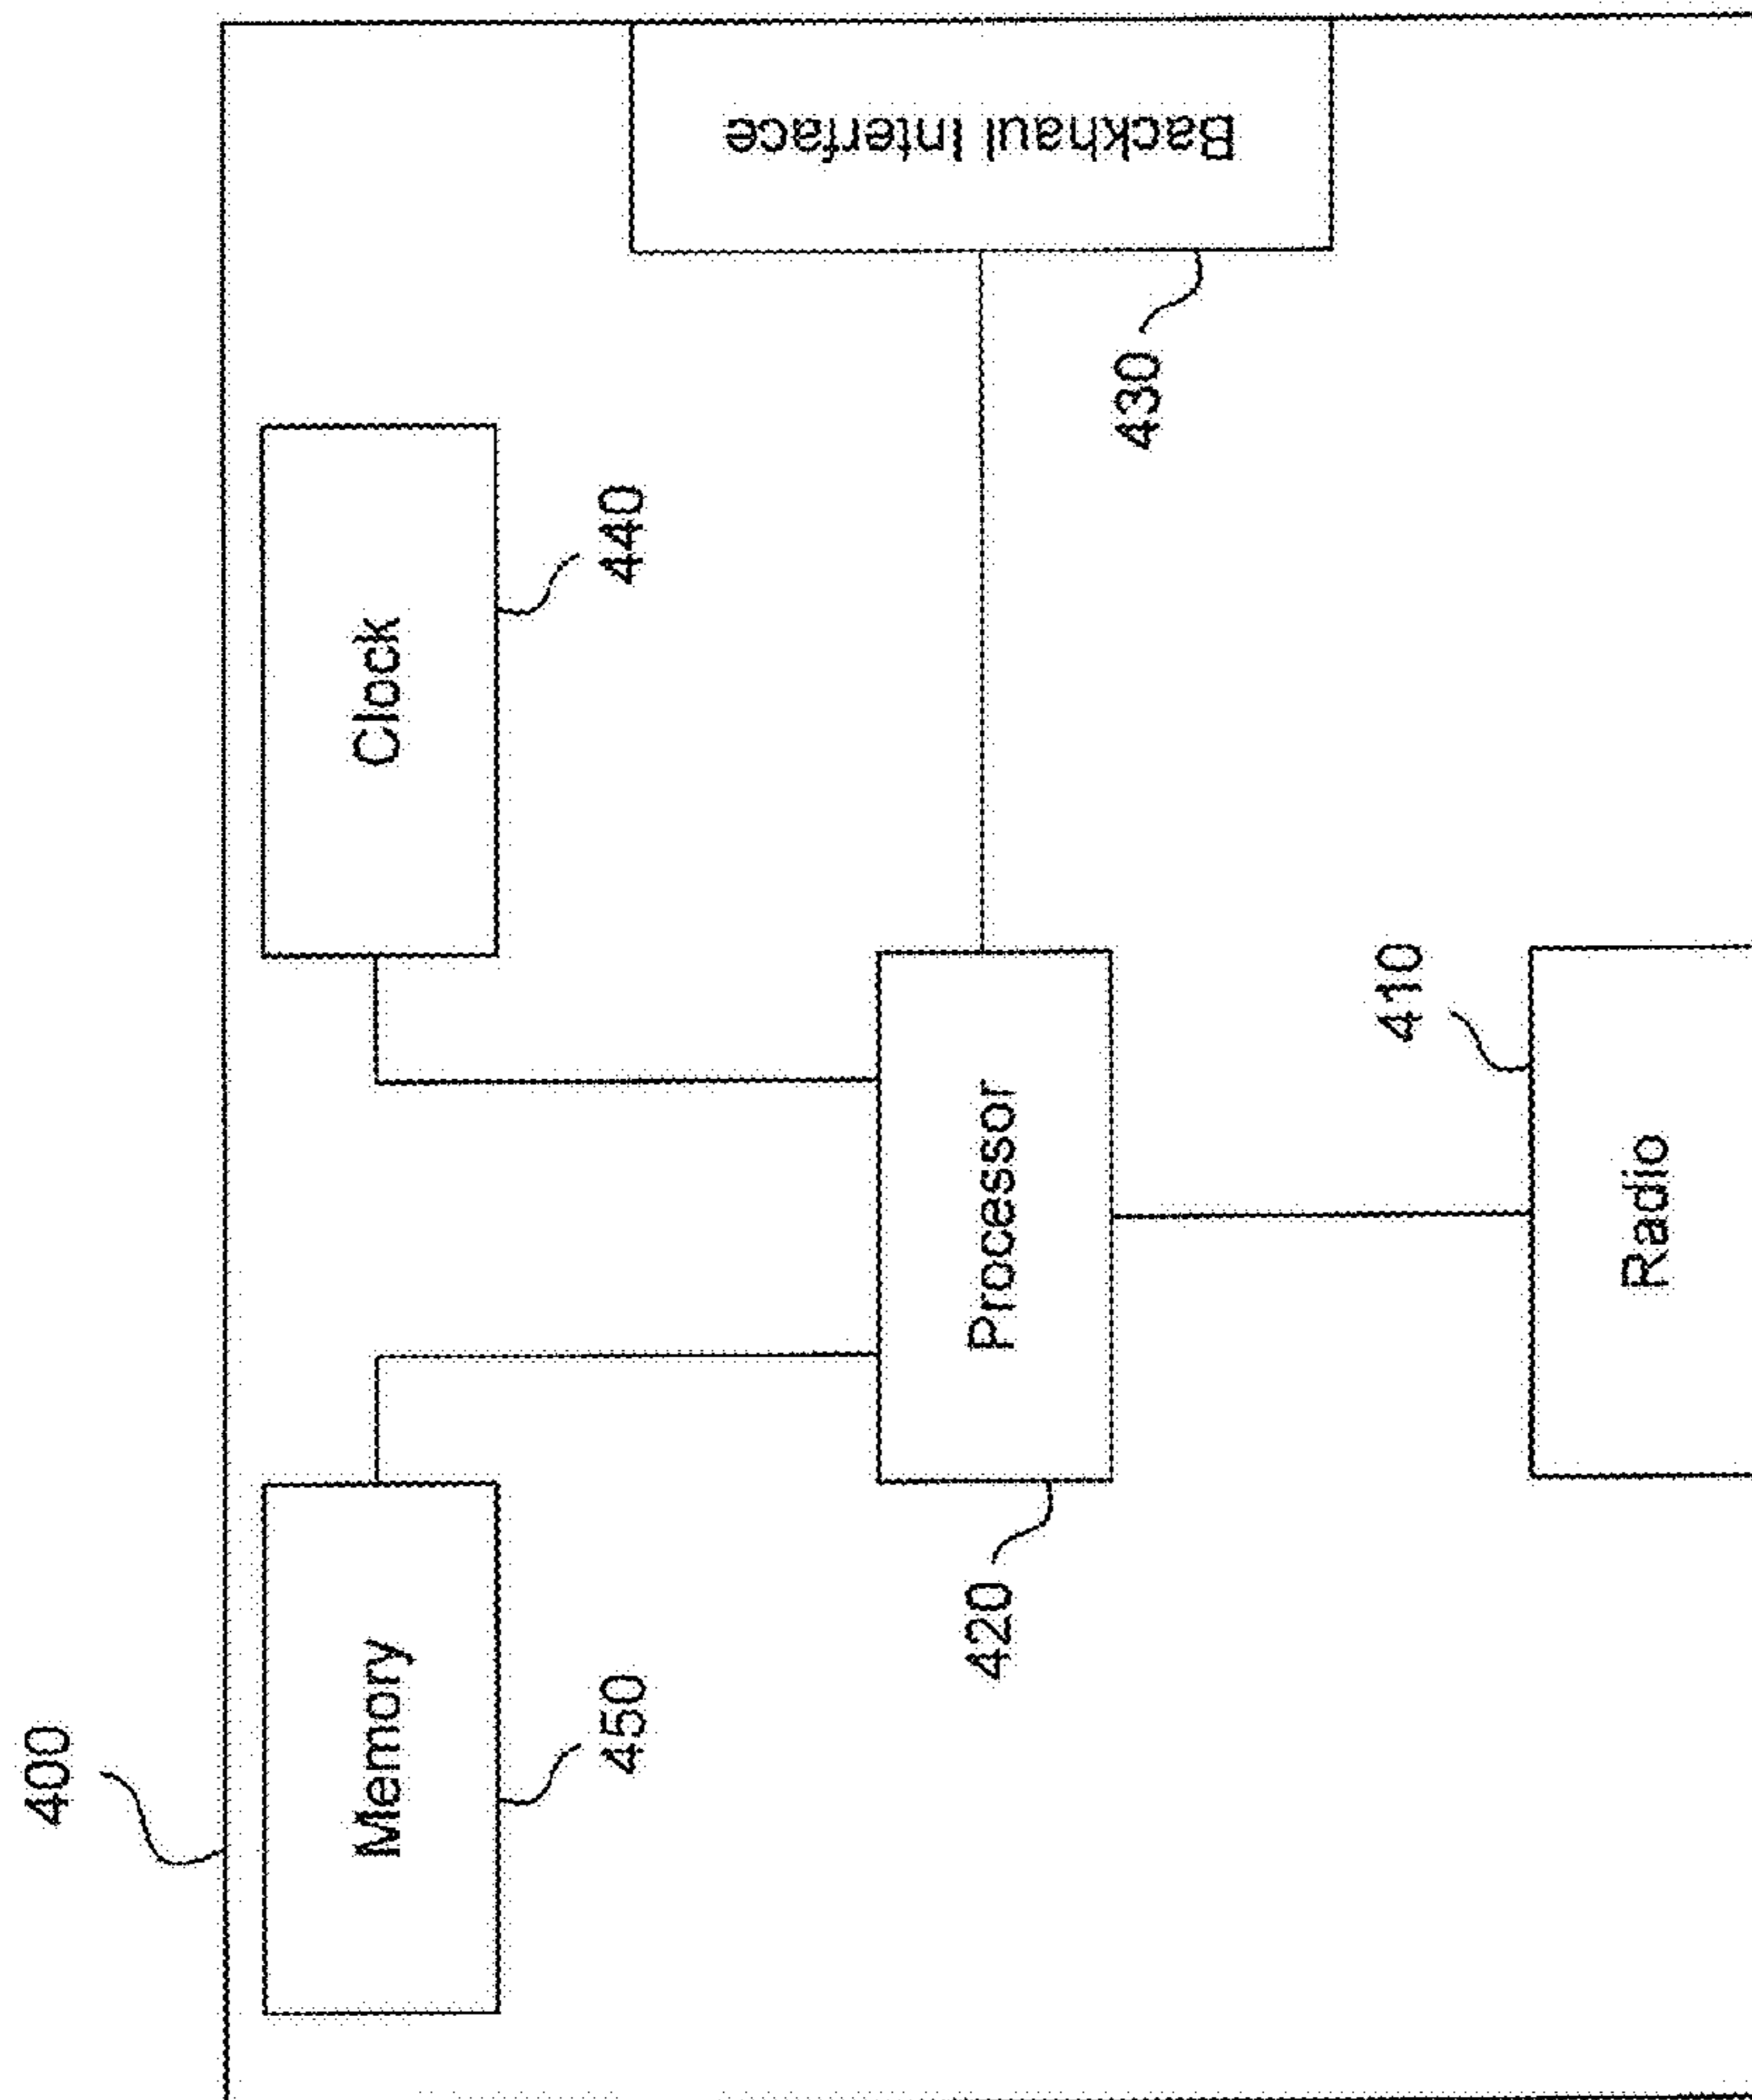 400
Memory
450
Clock
440
420
Processor
Backhaul Interface
430
410
Radio